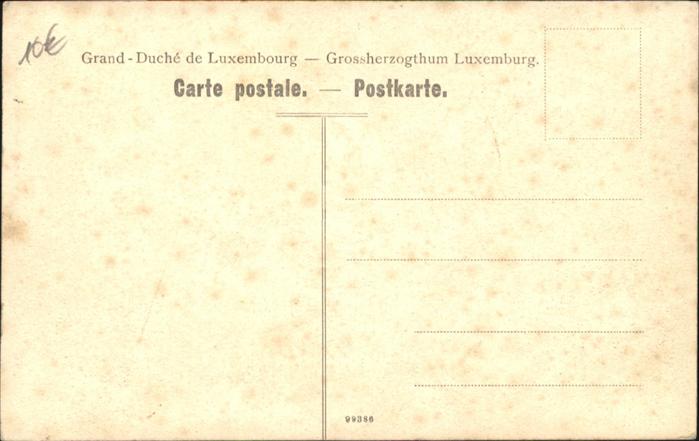 10€
Grand-Duché de Luxembourg — Grossherzogthum Luxemburg.
Carte postale. — Postkarte.
99386